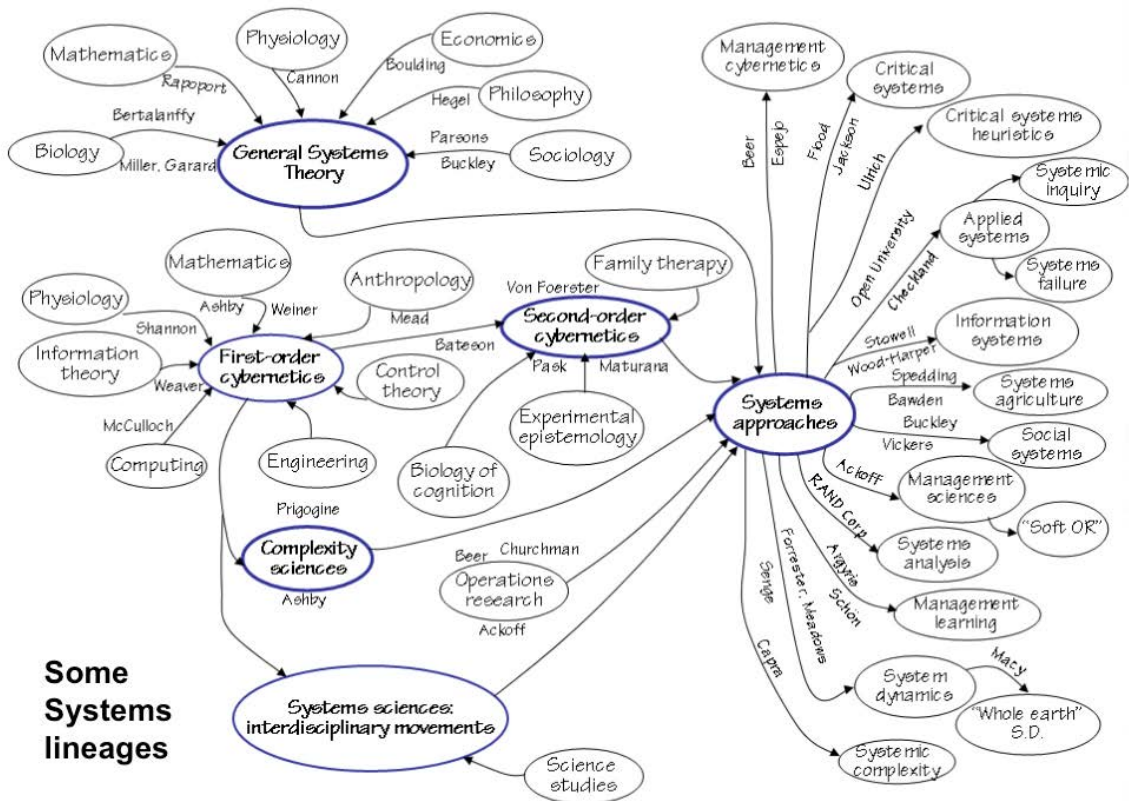 Mathematics
Rapoport
Physiology
Cannon
Economics
Boulding
Philosophy
Hegel
Bertalanffy
Biology
Miller, Garard
General Systems
Theory
Parsons
Buckley
Sociology
Management
cybernetics
Beer
Espejo
Critical
systems
Flood
Jackson
Critical systems
heuristics
Ulrich
Systemic
inquiry
Applied
systems
Open University
Checkland
Systems
failure
Mathematics
Ashby
Weiner
Physiology
Shannon
Anthropology
Mead
Information
theory
Weaver
First-order
cybernetics
Bateson
Control
theory
McCulloch
Computing
Engineering
Family therapy
Von Foerster
Second-order
cybernetics
Pask
Maturana
Experimental
epistemology
Biology of
cognition
Systems
approaches
Stowell
Wood-Harper
Information
systems
Spedding
Bawden
Systems
agriculture
Buckley
Vickers
Social
systems
Ackoff
Management
sciences
"Soft OR"
RAND Corp
Systems
analysis
Argyris
Schön
Management
learning
Forrester, Meadows
System
dynamics
Macy
"Whole earth"
S.D.
Senge
Capra
Systemic
complexity
Prigogine
Complexity
sciences
Ashby
Beer
Churchman
Operations
research
Ackoff
Systems sciences:
interdisciplinary movements
Science
studies
Some
Systems
lineages